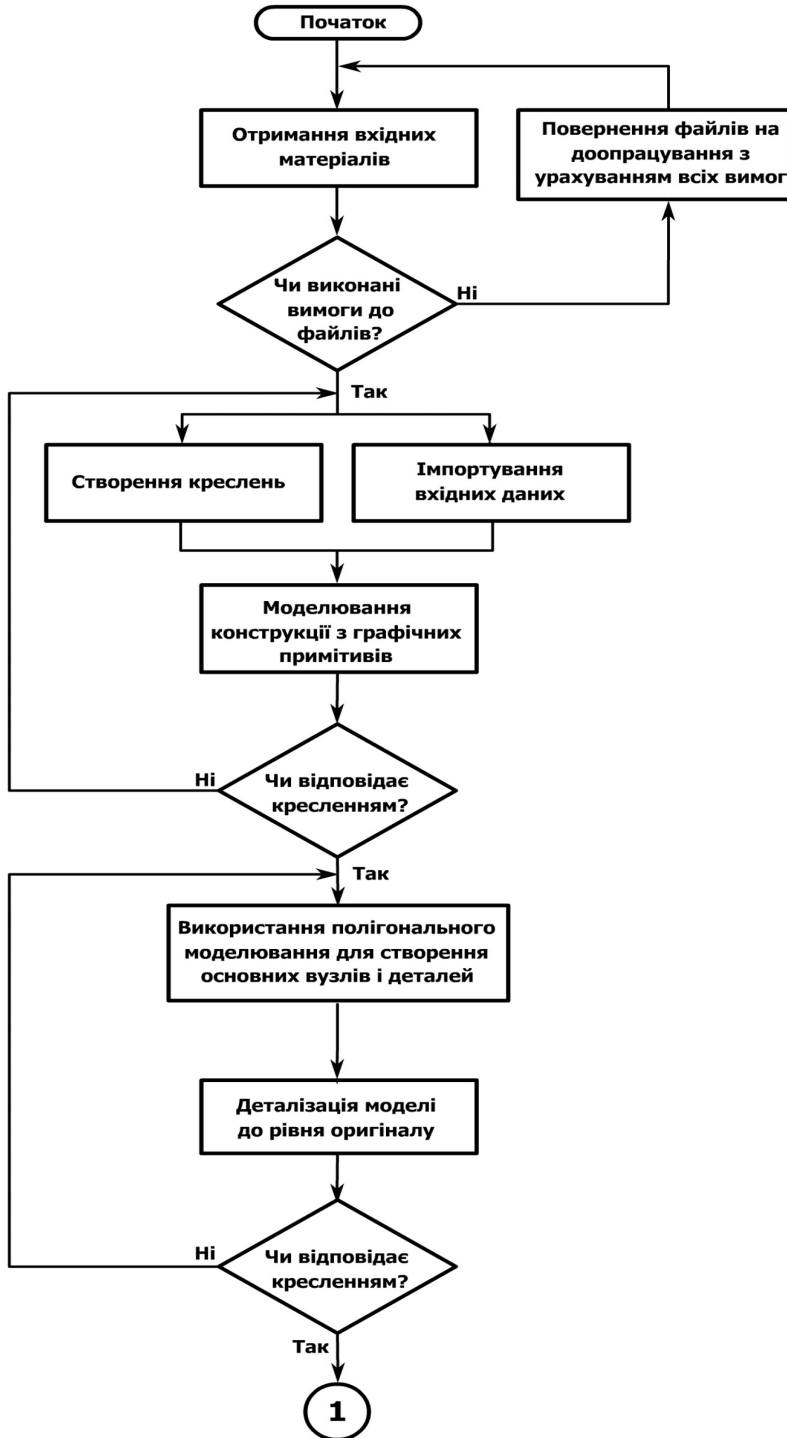 Початок
Отримання вхідних
матеріалів
Повернення файлів на
доопрацування з
урахуванням всіх вимог
Чи виконані
вимоги до
файлів?
Ні
Так
Створення креслень
Імпортування
вхідних даних
Моделювання
конструкції з графічних
примітивів
Ні
Чи відповідає
кресленням?
Так
Використання полігонального
моделювання для створення
основних вузлів і деталей
Деталізація моделі
до рівня оригіналу
Ні
Чи відповідає
кресленням?
Так
1